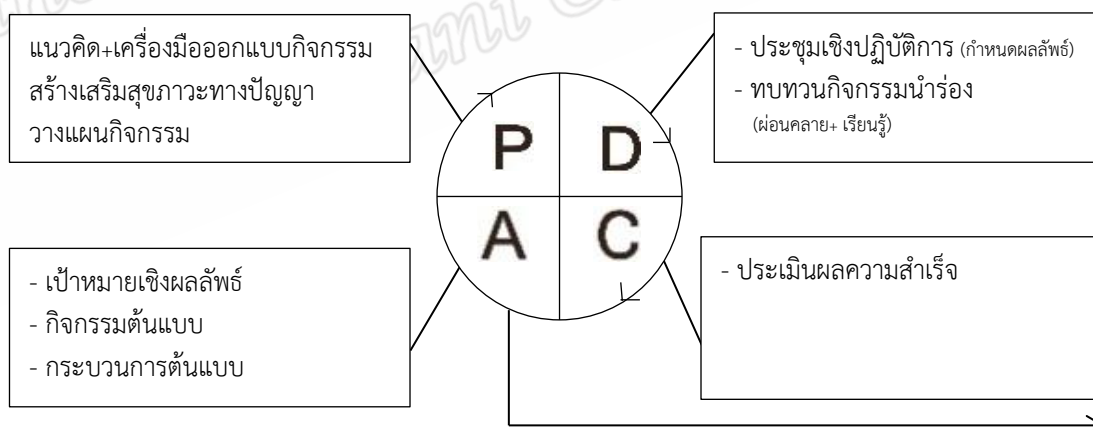 แนวคิด+เครื่องมือออกแบบกิจกรรม
สร้างเสริมสุขภาวะทางปัญญา
วางแผนกิจกรรม
- ประชุมเชิงปฏิบัติการ (กำหนดผลลัพธ์)
- ทบทวนกิจกรรมนำร่อง
(ผ่อนคลาย+ เรียนรู้)
P D
A C
- เป้าหมายเชิงผลลัพธ์
- กิจกรรมต้นแบบ
- กระบวนการต้นแบบ
- ประเมินผลความสำเร็จ